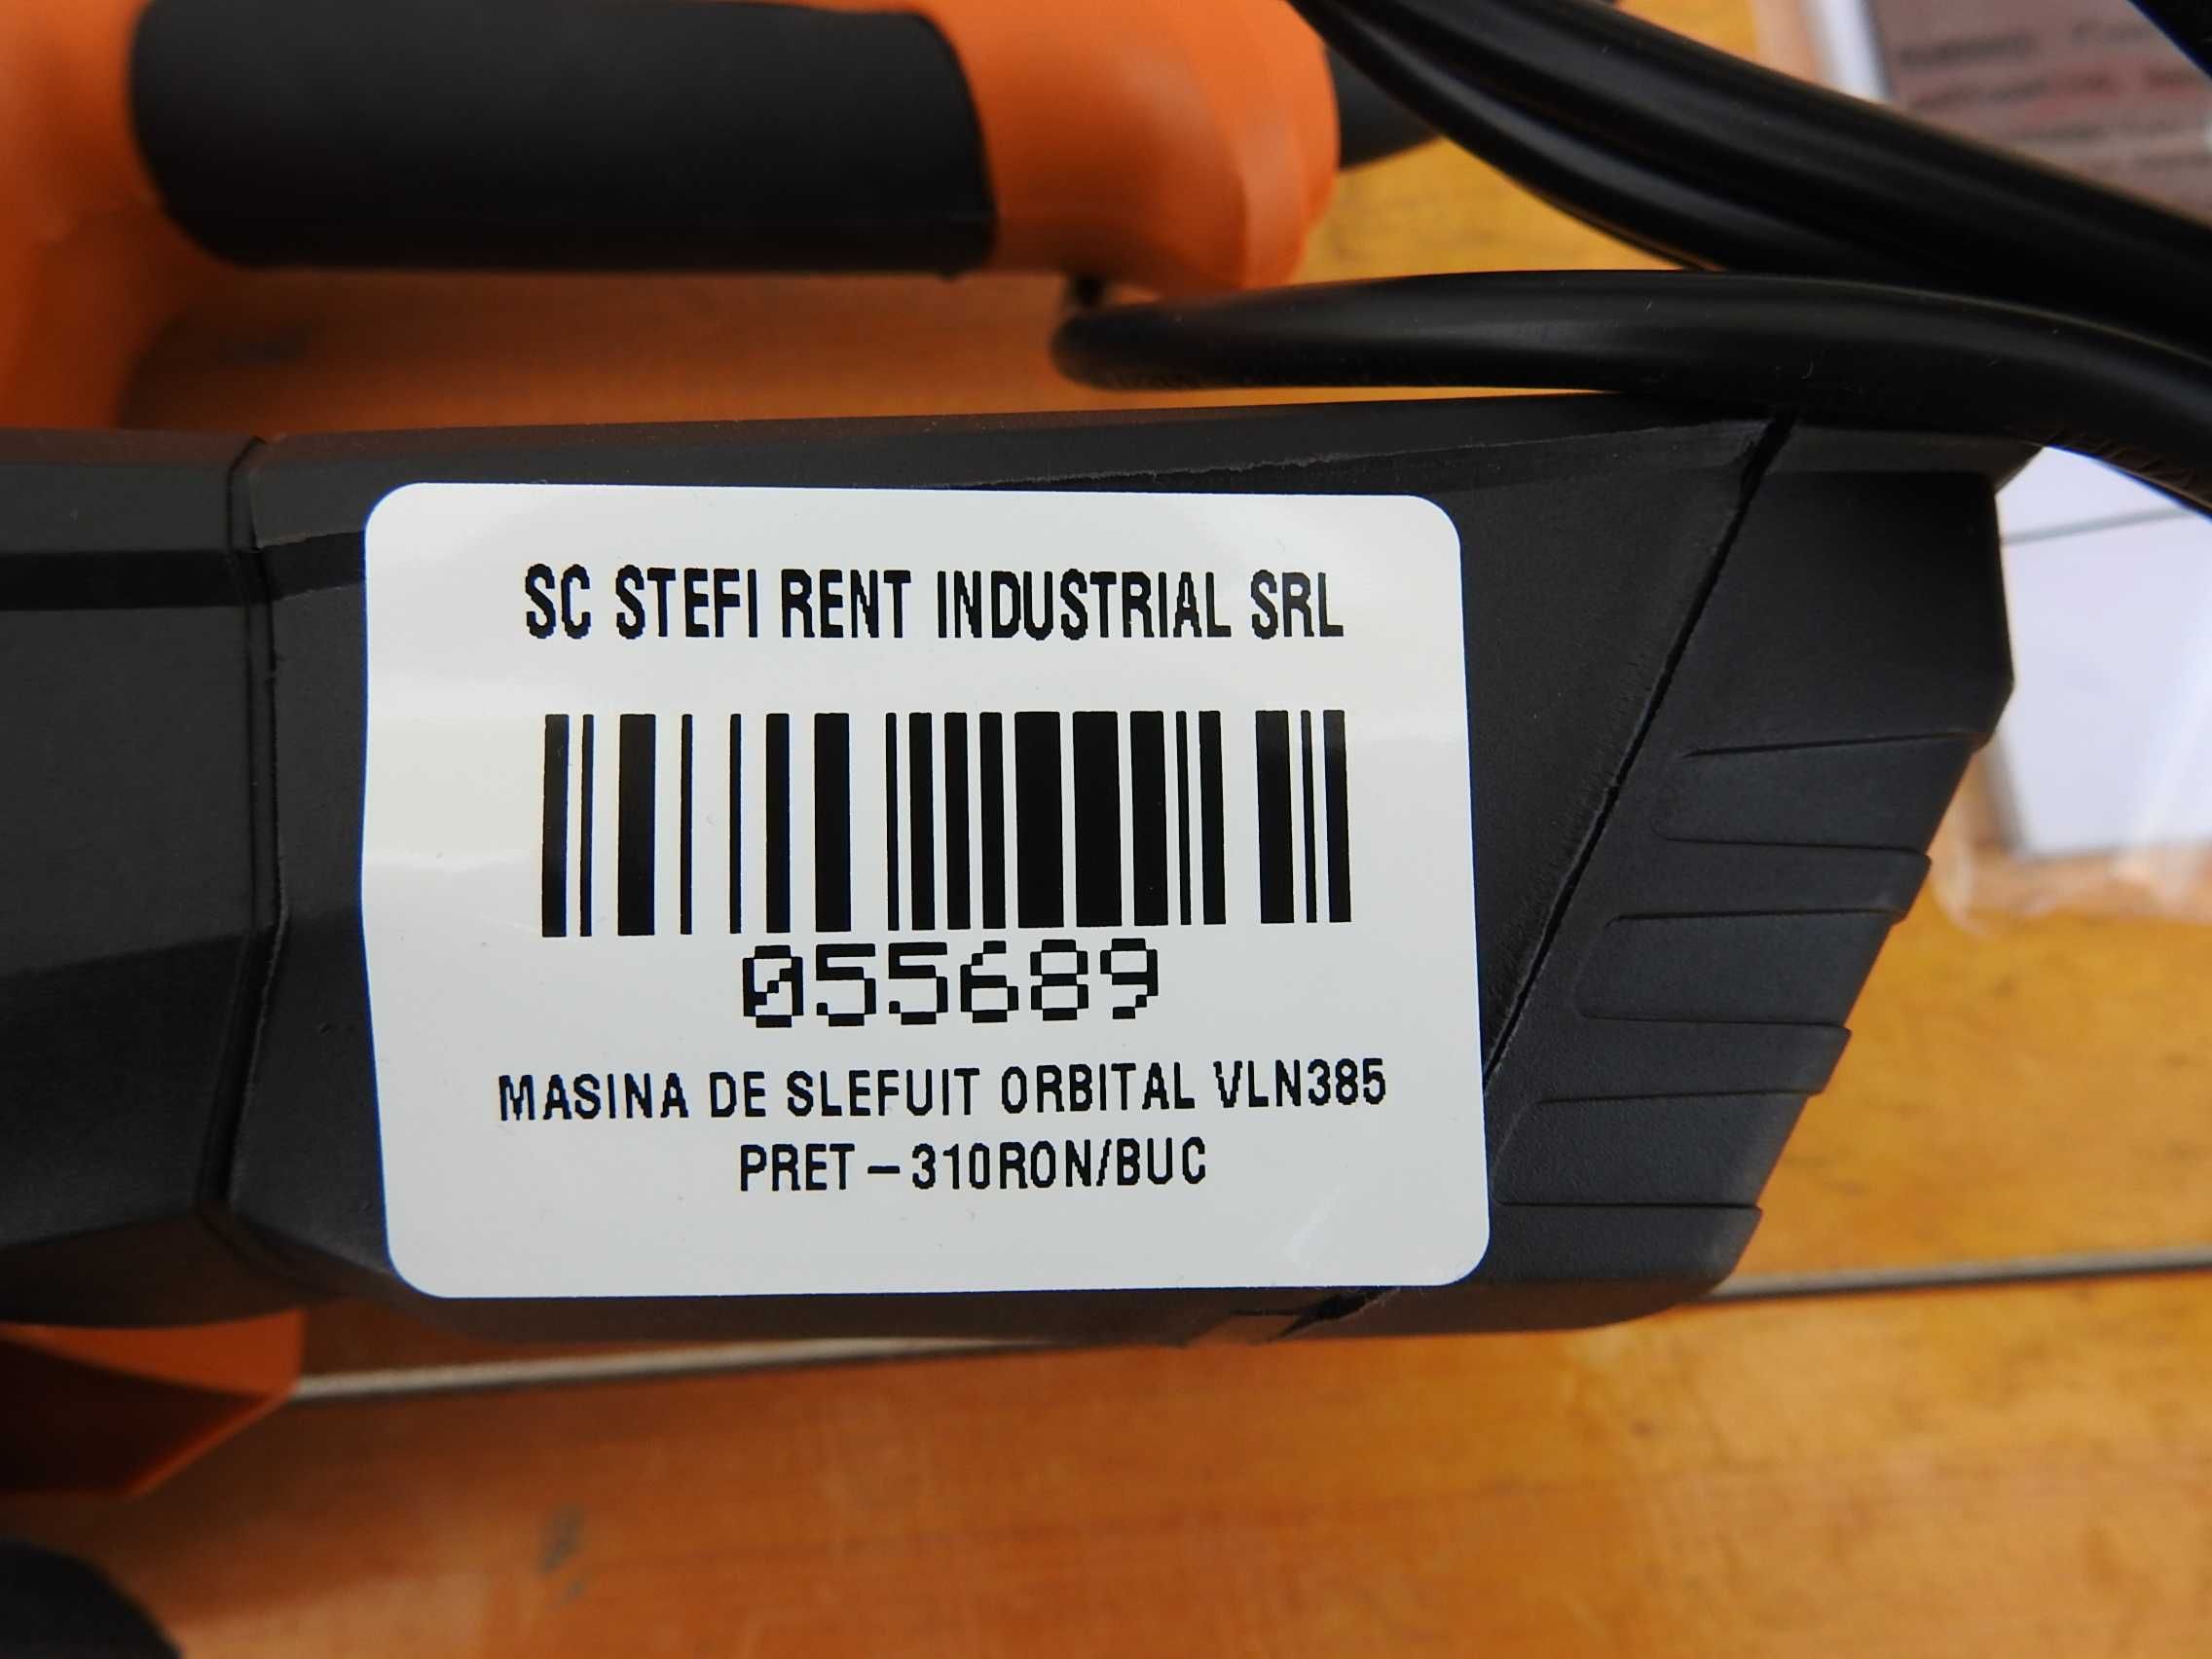 SC STEFI RENT INDUSTRIAL SRL
055689
MASINA DE SLEFUIT ORBITAL VLN385
PRET-310RON/BUC